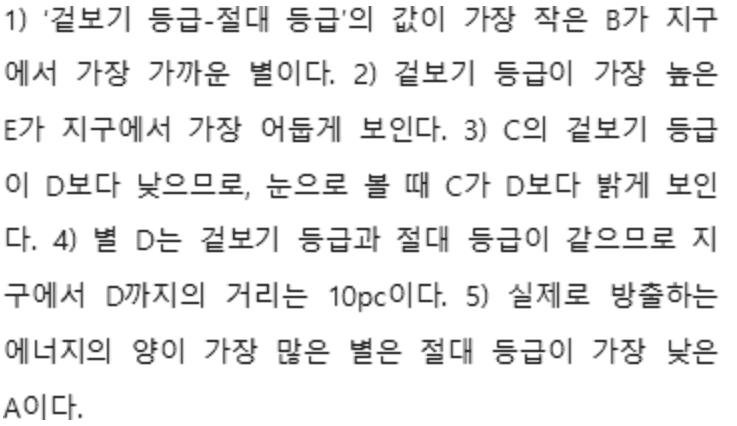 1) '겉보기 등급-절대 등급'의 값이 가장 작은 B가 지구
에서 가장 가까운 별이다. 2) 겉보기 등급이 가장 높은
E가 지구에서 가장 어둡게 보인다. 3) C의 겉보기 등급
이 D보다 낮으므로, 눈으로 볼 때 C가 D보다 밝게 보인
다. 4) 별 D는 겉보기 등급과 절대 등급이 같으므로 지
구에서 D까지의 거리는 10pc이다. 5) 실제로 방출하는
에너지의 양이 가장 많은 별은 절대 등급이 가장 낮은
A이다.